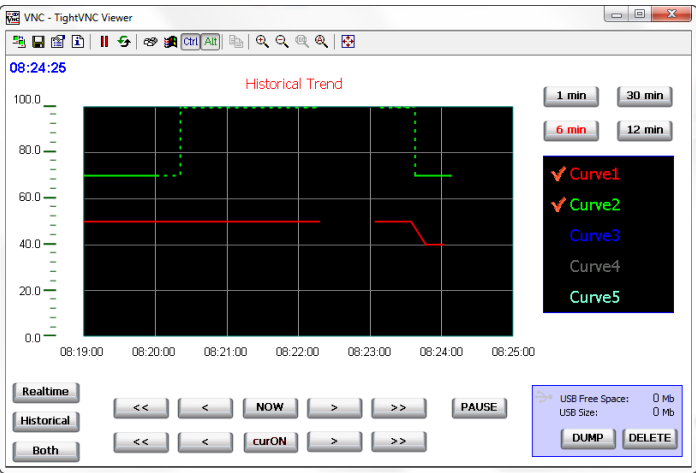 VNC - TightVNC Viewer
Ctrl Alt
08:24:25
Historical Trend
100.0
80.0
60.0
40.0
20.0
0.0
08:19:00 08:20:00 08:21:00 08:22:00 08:23:00 08:24:00 08:25:00
1 min 30 min
6 min 12 min
Curve1
Curve2
Curve3
Curve4
Curve5
Realtime
Historical
Both
<< < NOW > >> PAUSE
<< < curON > >>
USB Free Space: 0 Mb
USB Size: 0 Mb
DUMP DELETE